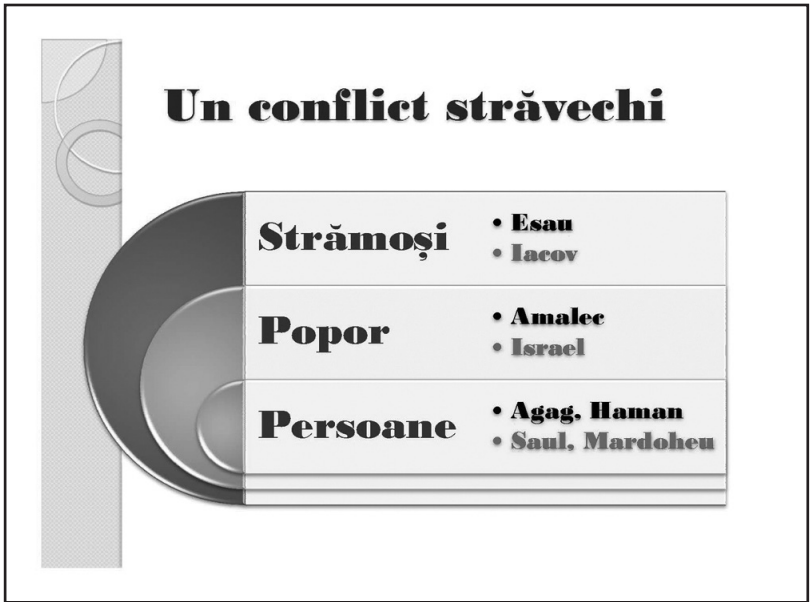 Un conflict străvechi
Strămoși
• Esau
• Iacov
Popor
• Amalec
• Israel
Persoane
• Agag, Haman
• Saul, Mardoheu